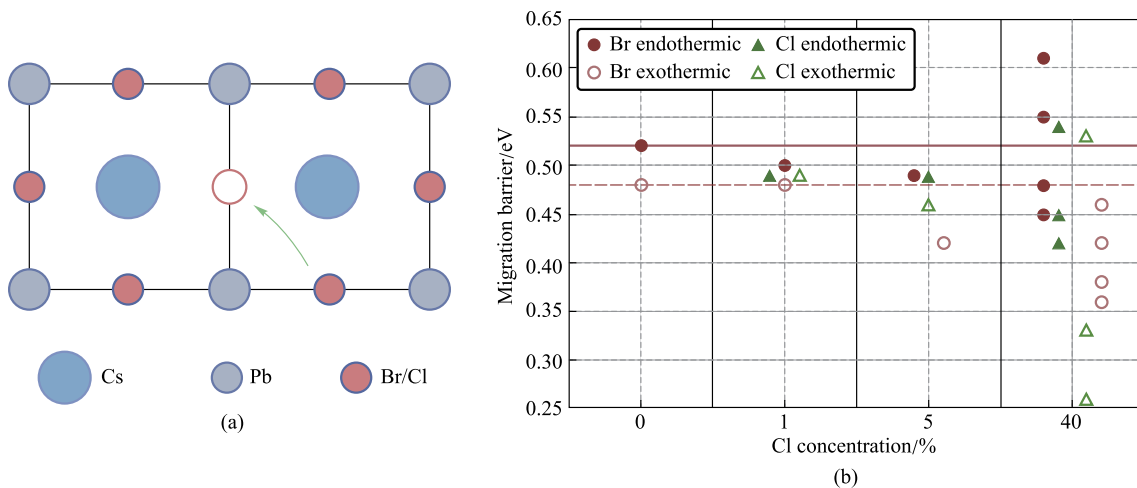 Cs
Pb
Br/Cl
(a)
Br endothermic
Cl endothermic
Br exothermic
Cl exothermic
Migration barrier/eV
0.65
0.60
0.55
0.50
0.45
0.40
0.35
0.30
0.25
0
1
5
40
Cl concentration/%
(b)